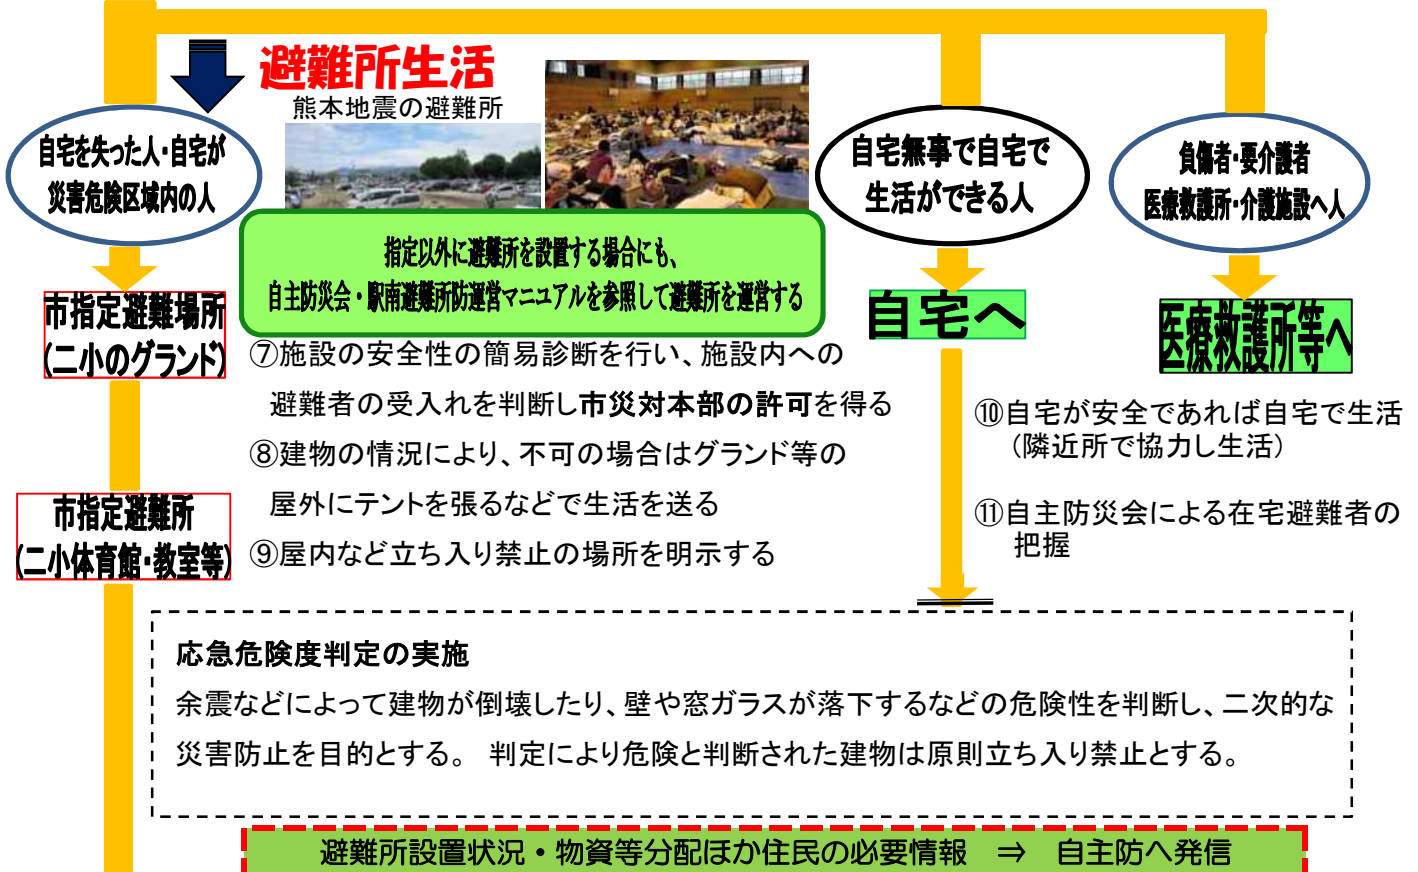 避難所生活
熊本地震の避難所
自宅を失った人・自宅が
災害危険区域内の人
自宅無事で自宅で
生活ができる人
負傷者・要介護者
医療救護所・介護施設へ人
指定以外に避難所を設置する場合にも、
自主防災会・駅南避難所防運営マニュアルを参照して避難所を運営する
市指定避難場所
(二小のグランド)
自宅へ
医療救護所等へ
⑦施設の安全性の簡易診断を行い、施設内への
避難者の受入れを判断し市災対本部の許可を得る
⑧建物の情況により、不可の場合はグランド等の
屋外にテントを張るなどで生活を送る
⑨屋内など立ち入り禁止の場所を明示する
⑩自宅が安全であれば自宅で生活
(隣近所で協力し生活)
⑪自主防災会による在宅避難者の
把握
市指定避難所
(二小体育館・教室等)
応急危険度判定の実施
余震などによって建物が倒壊したり、壁や窓ガラスが落下するなどの危険性を判断し、二次的な
災害防止を目的とする。 判定により危険と判断された建物は原則立ち入り禁止とする。
避難所設置状況・物資等分配ほか住民の必要情報 ⇒ 自主防へ発信